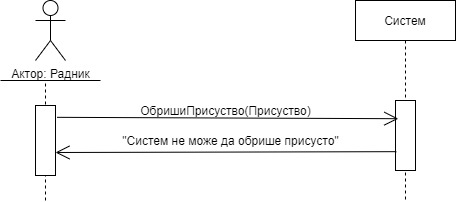 Систем
Актор: Радник
ОбришиПрисуство(Присуство)
"Систем не може да обрише присусто"